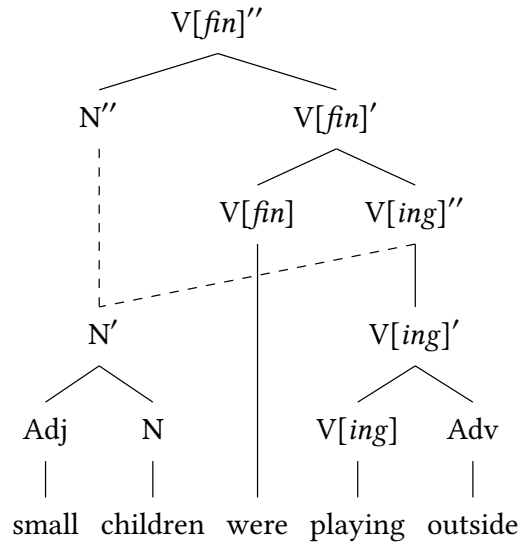 V[fin]′′
N′′ V[fin]′
V[fin] V[ing]′′
N′ V[ing]′
Adj N V[ing] Adv
small children were playing outside